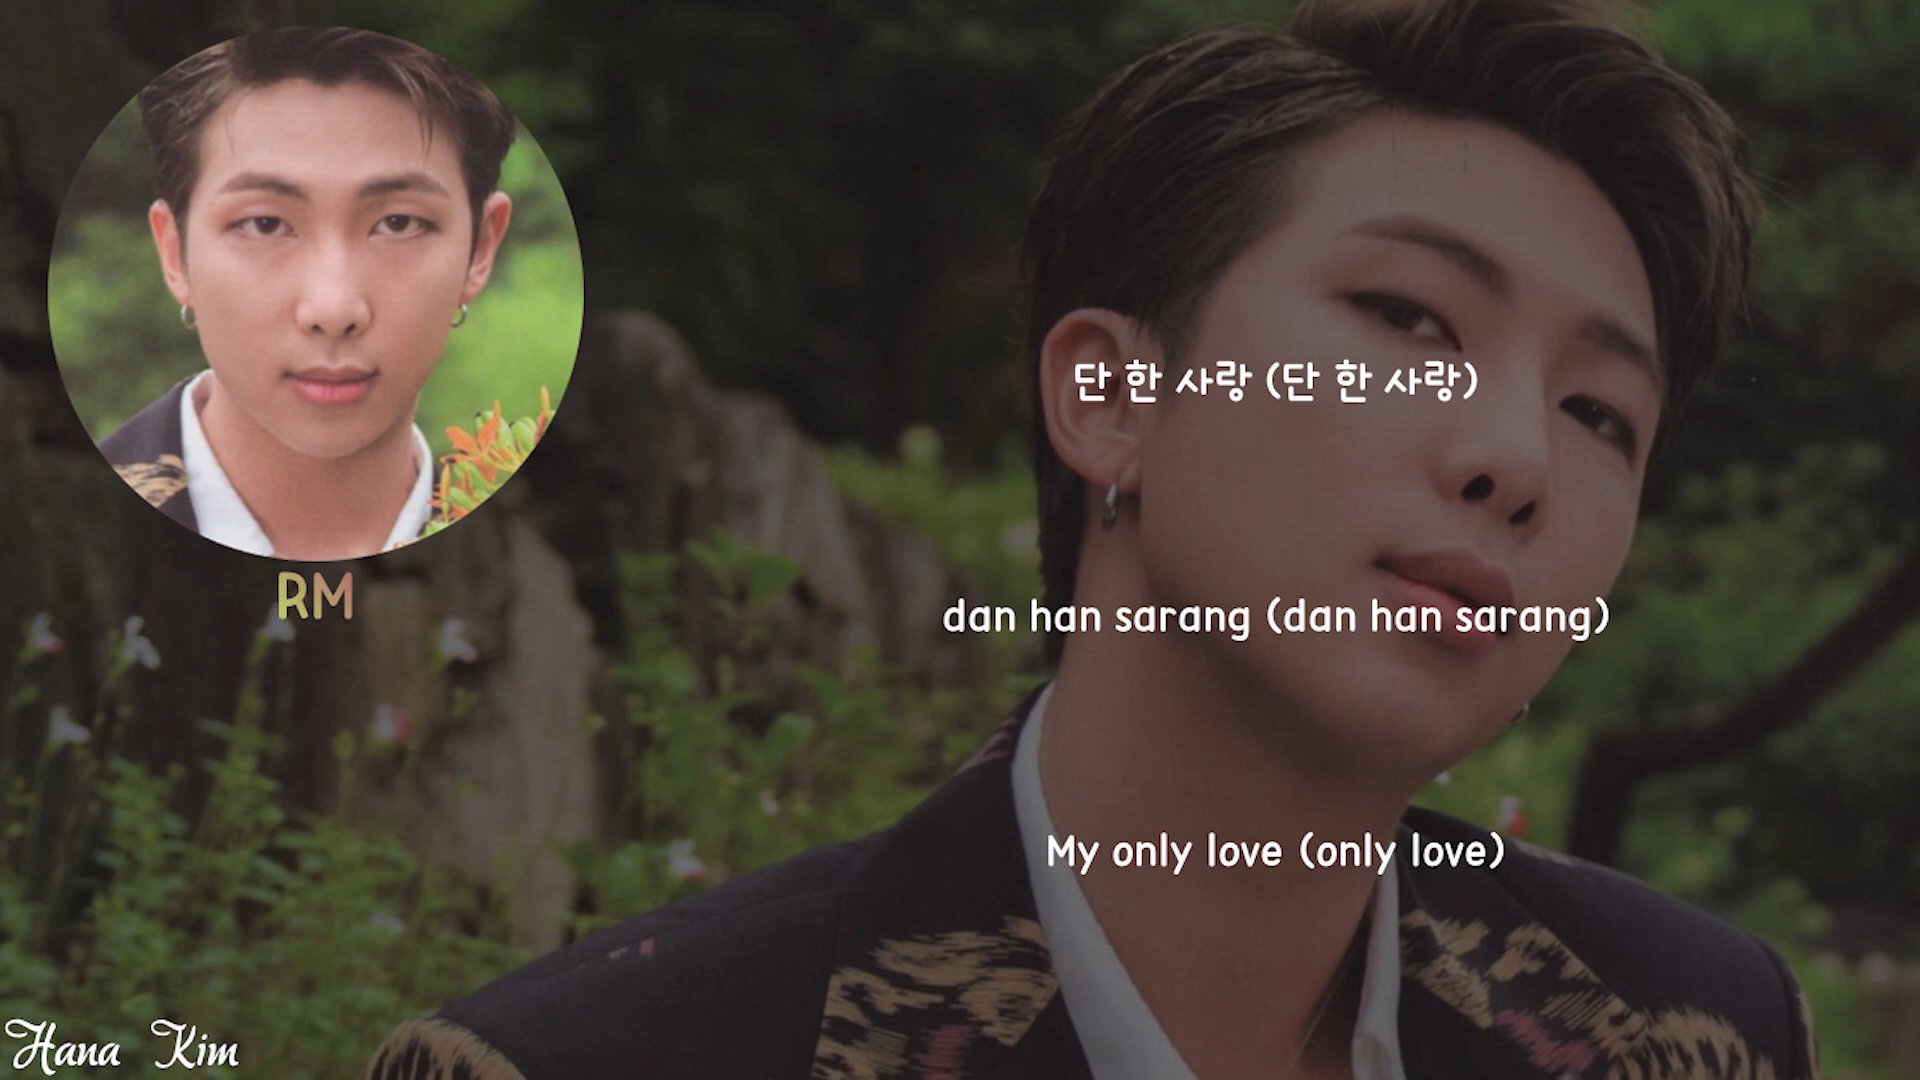 RM
단 한 사랑 (단 한 사랑)
dan han sarang (dan han sarang)
My only love (only love)
Hana Kim